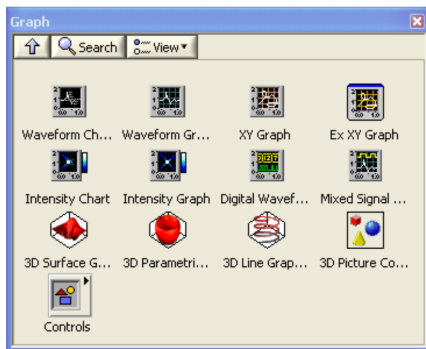 Graph
Search View
Waveform Ch... Waveform Gr... XY Graph Ex XY Graph
Intensity Chart Intensity Graph Digital Wavef... Mixed Signal ...
3D Surface G... 3D Parametri... 3D Line Grap... 3D Picture Co...
Controls